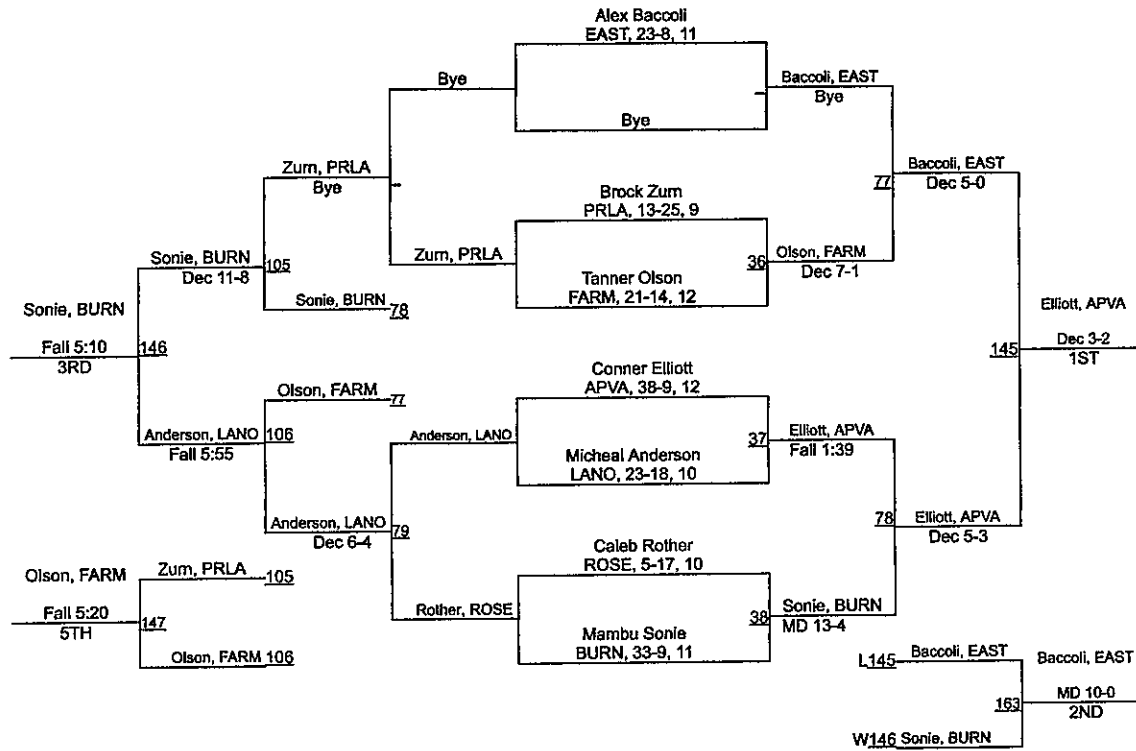 Alex Baccoli
EAST, 23-8, 11
Bye
Baccoli, EAST
Bye
Bye
Zurn, PRLA
Bye
Baccoli, EAST
77
Dec 5-0
Brock Zurn
PRLA, 13-25, 9
Sonie, BURN
105
Dec 11-8
Zurn, PRLA
36
Olson, FARM
Dec 7-1
Tanner Olson
FARM, 21-14, 12
Sonie, BURN
78
Sonie, BURN
Elliott, APVA
Fall 5:10
146
3RD
145
Dec 3-2
1ST
Conner Elliott
APVA, 38-9, 12
Olson, FARM
77
Anderson, LANO
106
Fall 5:55
Anderson, LANO
37
Elliott, APVA
Fall 1:39
Micheal Anderson
LANO, 23-18, 10
Anderson, LANO
79
Dec 6-4
78
Elliott, APVA
Dec 5-3
Caleb Rother
ROSE, 5-17, 10
Olson, FARM
Zurn, PRLA
105
Fall 5:20
147
5TH
Rother, ROSE
38
Sonie, BURN
MD 13-4
Mambu Sonie
BURN, 33-9, 11
Olson, FARM
106
L145
Baccoli, EAST
Baccoli, EAST
163
MD 10-0
2ND
W146
Sonie, BURN